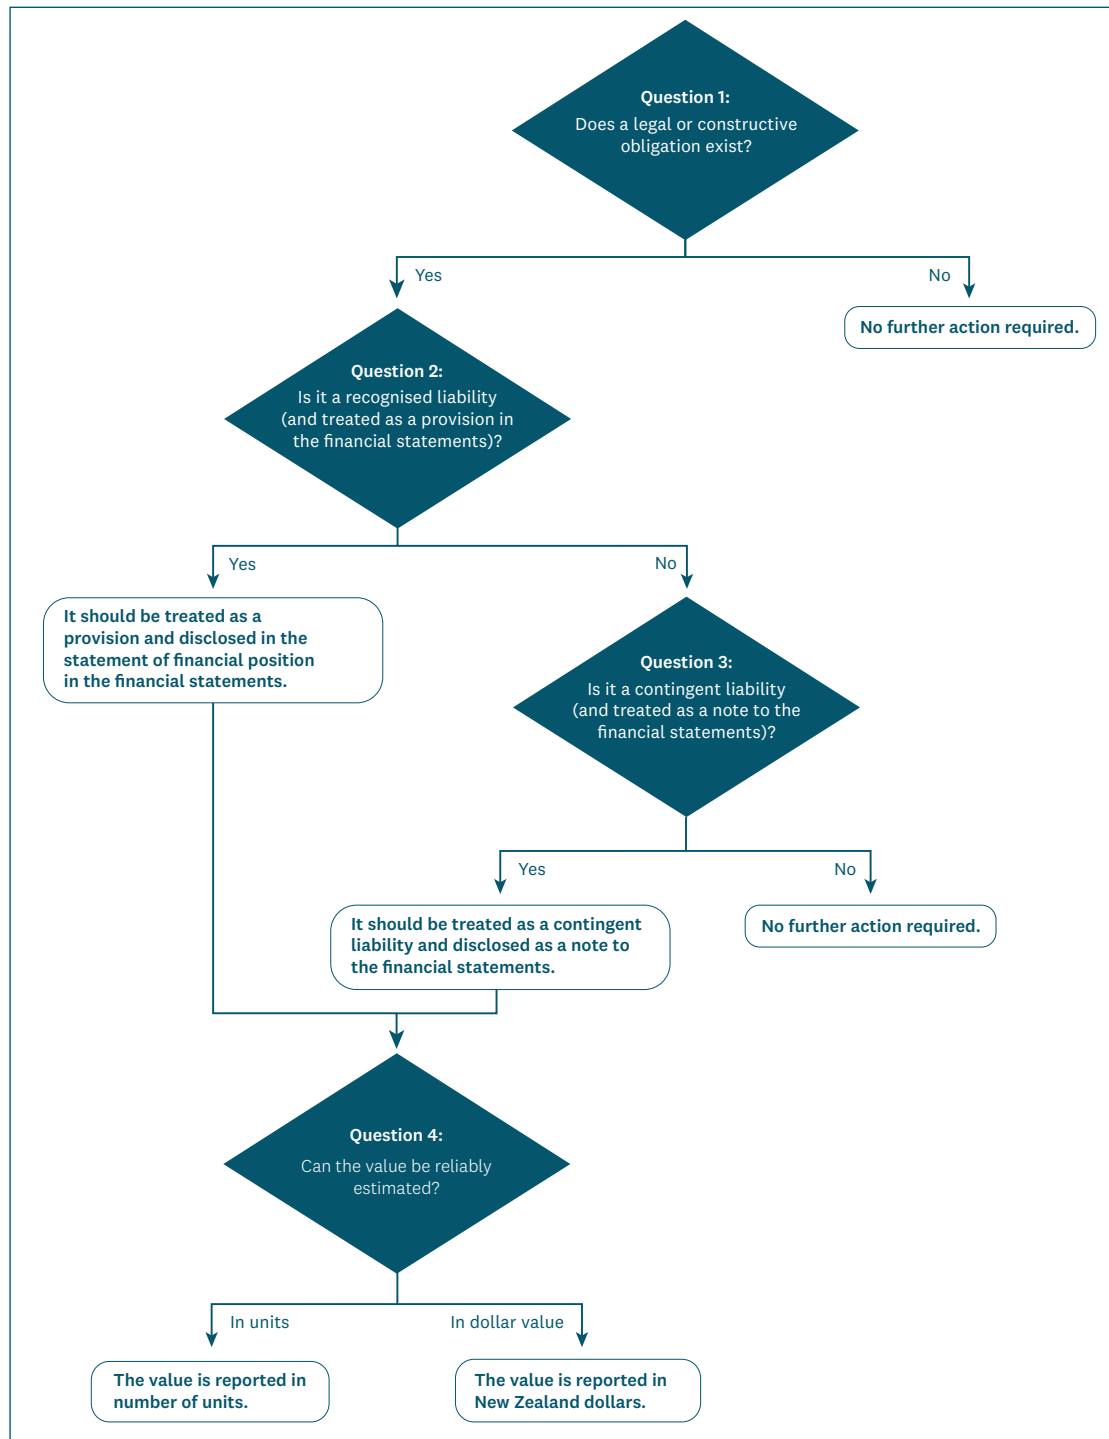 Question 1:
Does a legal or constructive
obligation exist?
Yes
No
No further action required.
Question 2:
Is it a recognised liability
(and treated as a provision in
the financial statements)?
Yes
No
It should be treated as a
provision and disclosed in the
statement of financial position
in the financial statements.
Question 3:
Is it a contingent liability
(and treated as a note to the
financial statements)?
Yes
No
It should be treated as a contingent
liability and disclosed as a note to
the financial statements.
No further action required.
Question 4:
Can the value be reliably
estimated?
In units
In dollar value
The value is reported in
number of units.
The value is reported in
New Zealand dollars.